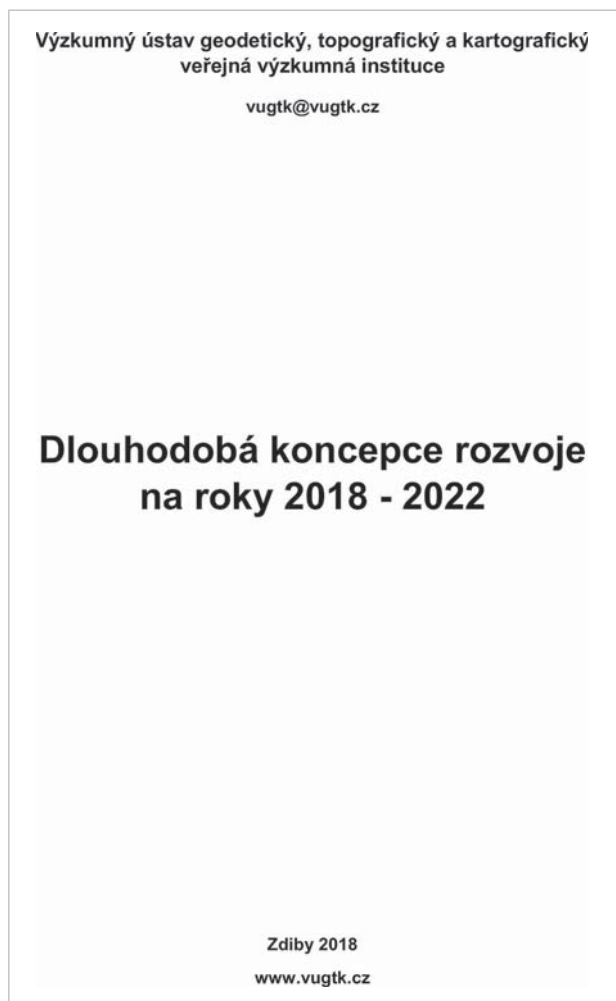 Výzkumný ústav geodetický, topografický a kartografický
veřejná výzkumná instituce
vugtk@vugtk.cz
Dlouhodobá koncepce rozvoje
na roky 2018 - 2022
Zdiby 2018
www.vugtk.cz